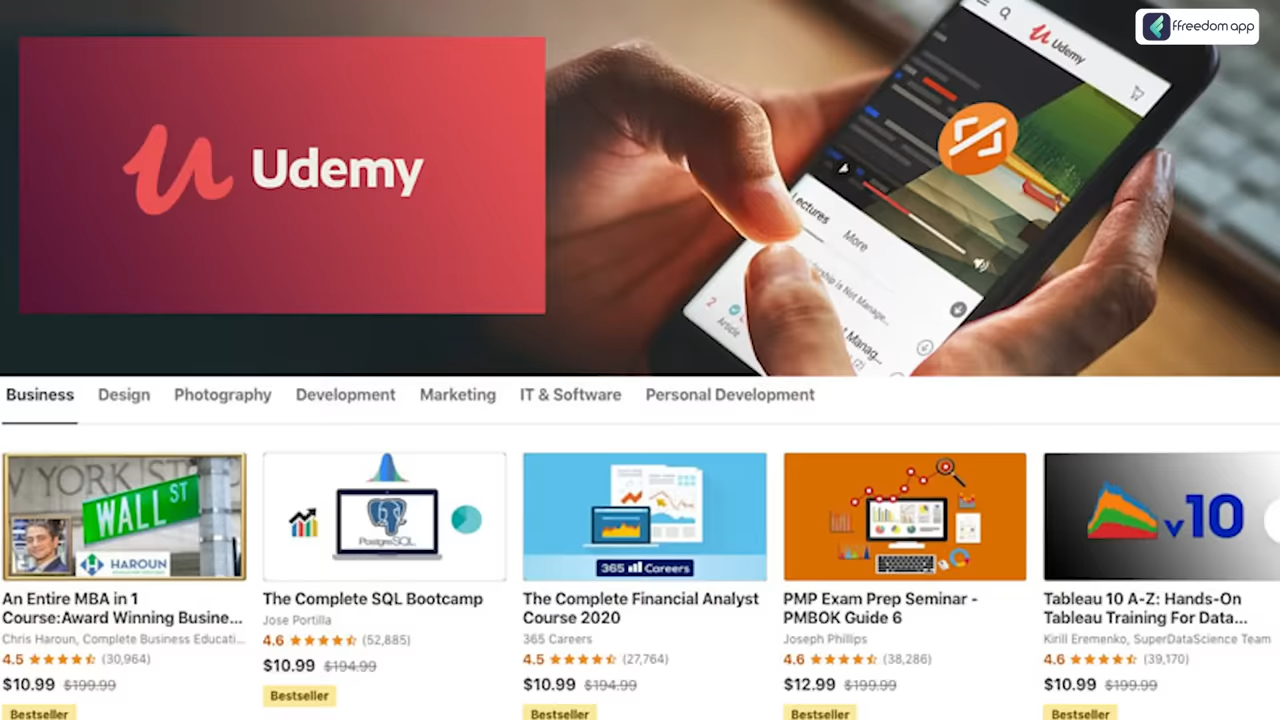 ffreedom app
Udemy
Udemy
Lectures
More
2
Article
Business
Design
Photography
Development
Marketing
IT & Software
Personal Development
YORK
WALL ST
HAROUN
PostgreSQL
365 Careers
v10
An Entire MBA in 1
Course:Award Winning Busine...
Chris Haroun, Complete Business Educati...
4.5 (30,964)
$10.99 $199.99
Bestseller
The Complete SQL Bootcamp
Jose Portilla
4.6 (52,885)
$10.99 $194.99
Bestseller
The Complete Financial Analyst
Course 2020
365 Careers
4.5 (27,764)
$10.99 $194.99
Bestseller
PMP Exam Prep Seminar -
PMBOK Guide 6
Joseph Phillips
4.6 (38,286)
$12.99 $199.99
Bestseller
Tableau 10 A-Z: Hands-On
Tableau Training For Data...
Kirill Eremenko, SuperDataScience Team
4.6 (39,170)
$10.99 $199.99
Bestseller